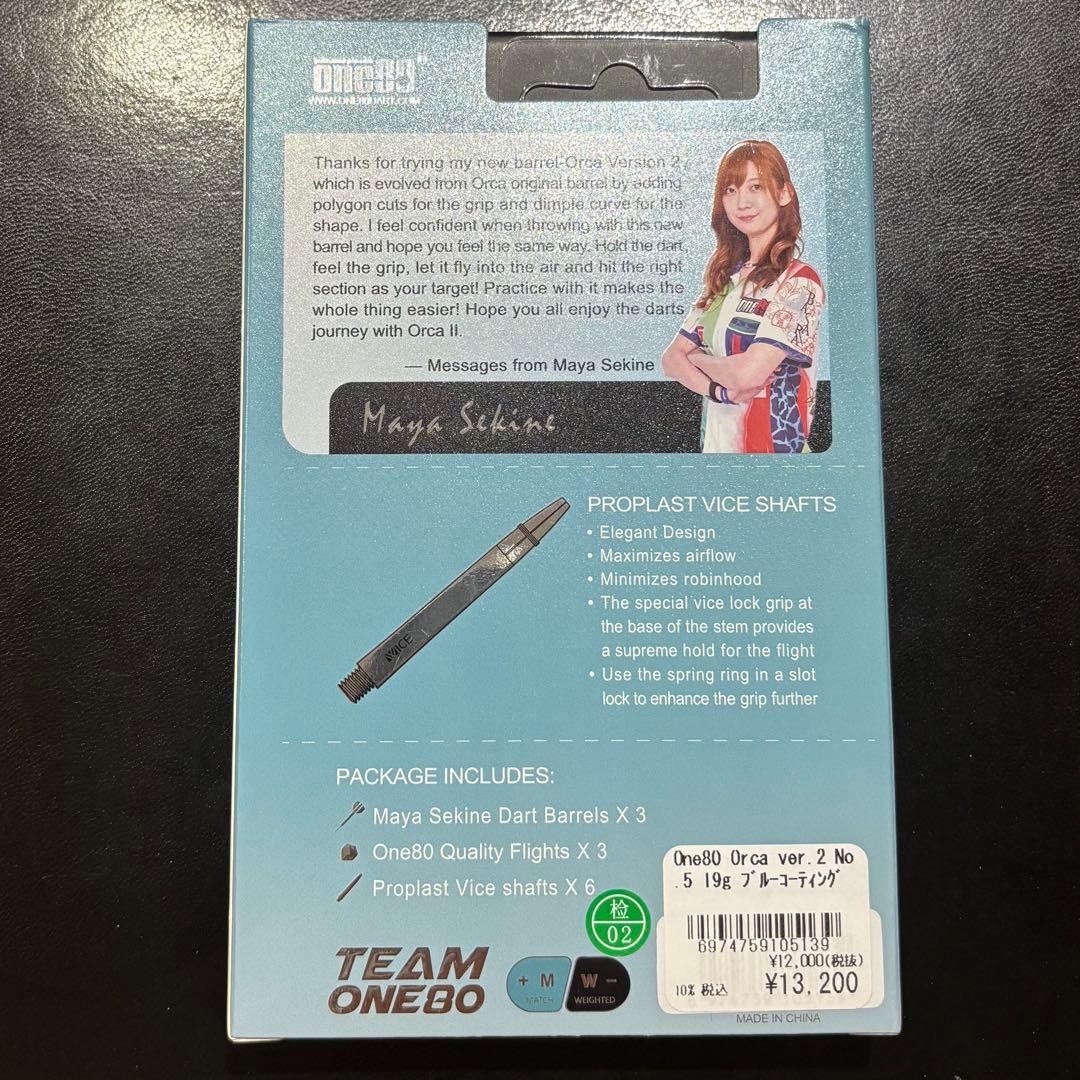 one80
WWW.ONE80DART.COM
Thanks for trying my new barrel-Orca Version 2
which is evolved from Orca original barrel by adding
polygon cuts for the grip and dimple curve for the
shape. I feel confident when throwing with this new
barrel and hope you feel the same way. Hold the dart,
feel the grip, let it fly into the air and hit the right
section as your target! Practice with it makes the
whole thing easier! Hope you all enjoy the darts
journey with Orca II.
— Messages from Maya Sekine
Maya Sekine
PROPLAST VICE SHAFTS
• Elegant Design
• Maximizes airflow
• Minimizes robinhood
• The special vice lock grip at
the base of the stem provides
a supreme hold for the flight
• Use the spring ring in a slot
lock to enhance the grip further
VICE
PACKAGE INCLUDES:
Maya Sekine Dart Barrels X 3
One80 Quality Flights X 3
Proplast Vice shafts X 6
检
02
TEAM
ONE80
+ M
MATCH
W -
WEIGHTED
One80 Orca ver.2 No
.5 19g ブルーコーティング
6974759105139
¥12,000(税抜)
10% 税込 ¥13,200
MADE IN CHINA